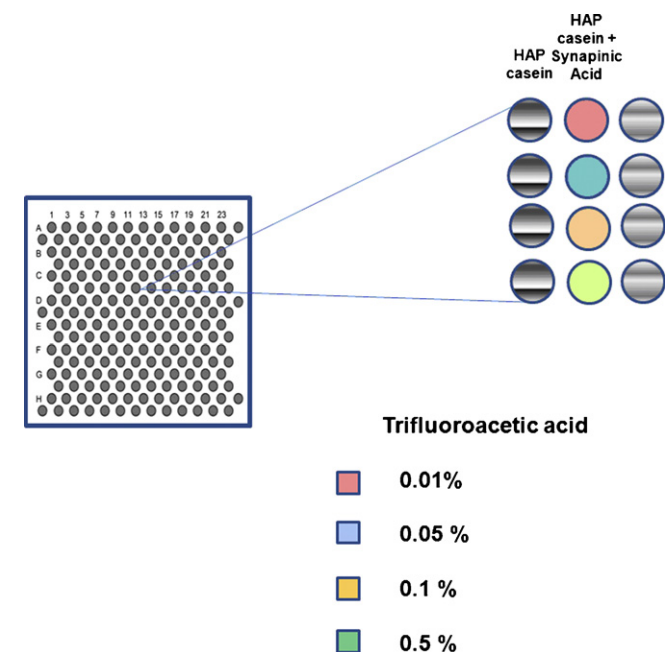 HAP
casein
HAP
casein +
Synapinic
Acid
1 3 5 7 9 11 13 15 17 19 21 23
A
B
C
D
E
F
G
H
Trifluoroacetic acid
0.01%
0.05 %
0.1 %
0.5 %